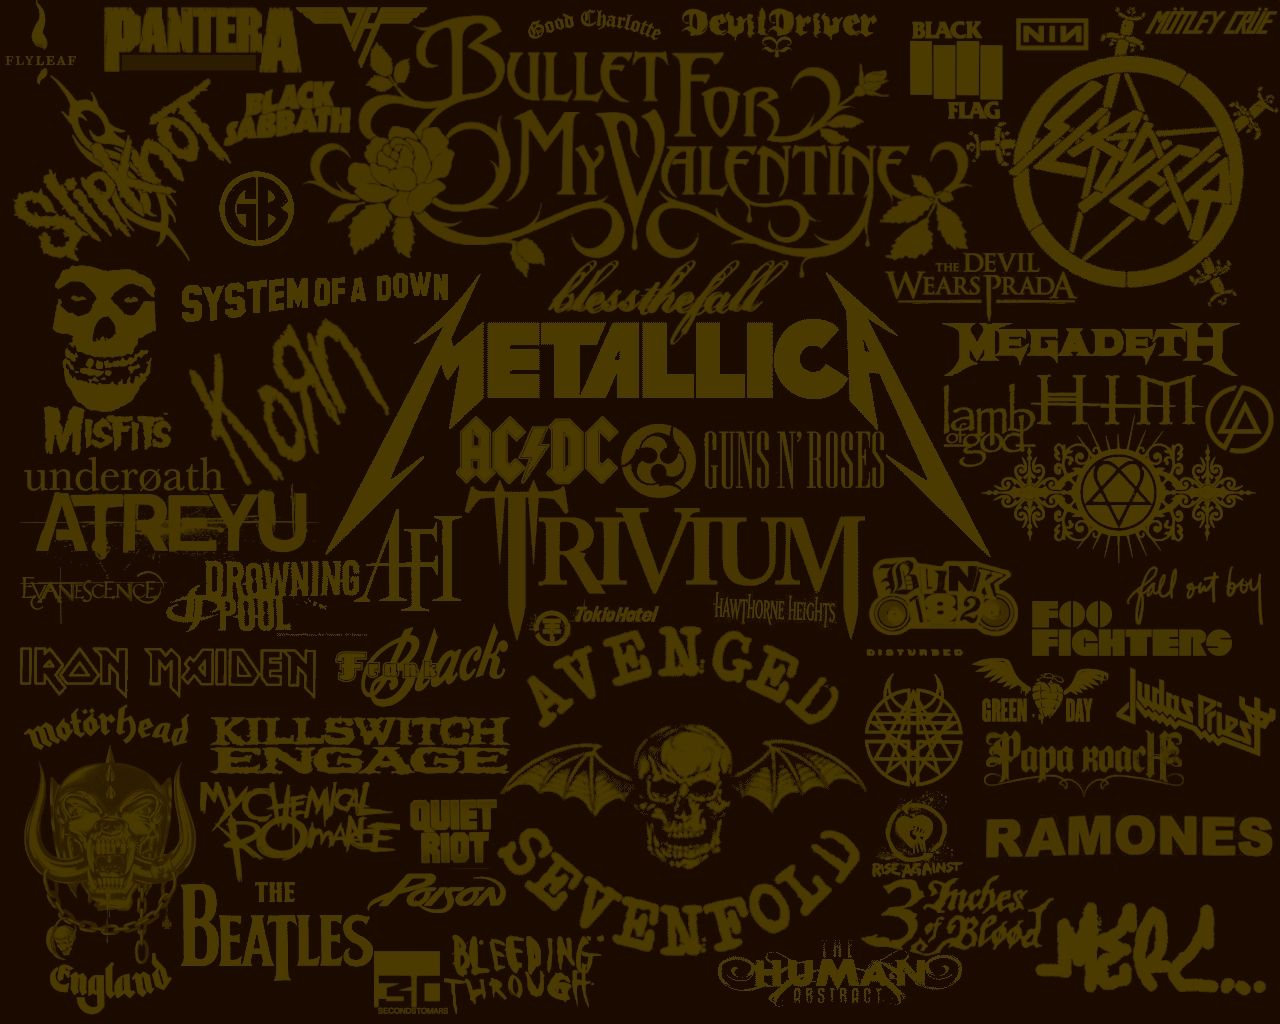 FLYLEAF
PANTERA
VH
Good Charlotte
DevilDriver
BLACK
FLAG
NIN
MÖTLEY CRÜE
BULLET FOR
MY VALENTINE
BLACK
SABBATH
SlipKnoT
GB
SLAYER
THE DEVIL
WEARS PRADA
SYSTEM OF A DOWN
blessthefall
METALLICA
MEGADETH
KoЯn
MISFITS
lamb
of god
HIM
AC/DC
GUNS N' ROSES
underøath
ATREYU
AFI
TRIVIUM
EVANESCENCE
DROWNING
POOL
Tokio Hotel
HAWTHORNE HEIGHTS
BLINK
182
fall out boy
FOO
FIGHTERS
IRON MAIDEN
Black
AVENGED
SEVENFOLD
DISTURBED
GREEN DAY
Judas Priest
motörhead
England
KILLSWITCH
ENGAGE
Papa Roach
MY CHEMICAL
ROMANCE
QUIET
RIOT
RISE AGAINST
RAMONES
THE
BEATLES
POISON
3 Inches
of Blood
30
SECONDSTOMARS
BLEEDING
THROUGH
THE
HUMAN
ABSTRACT